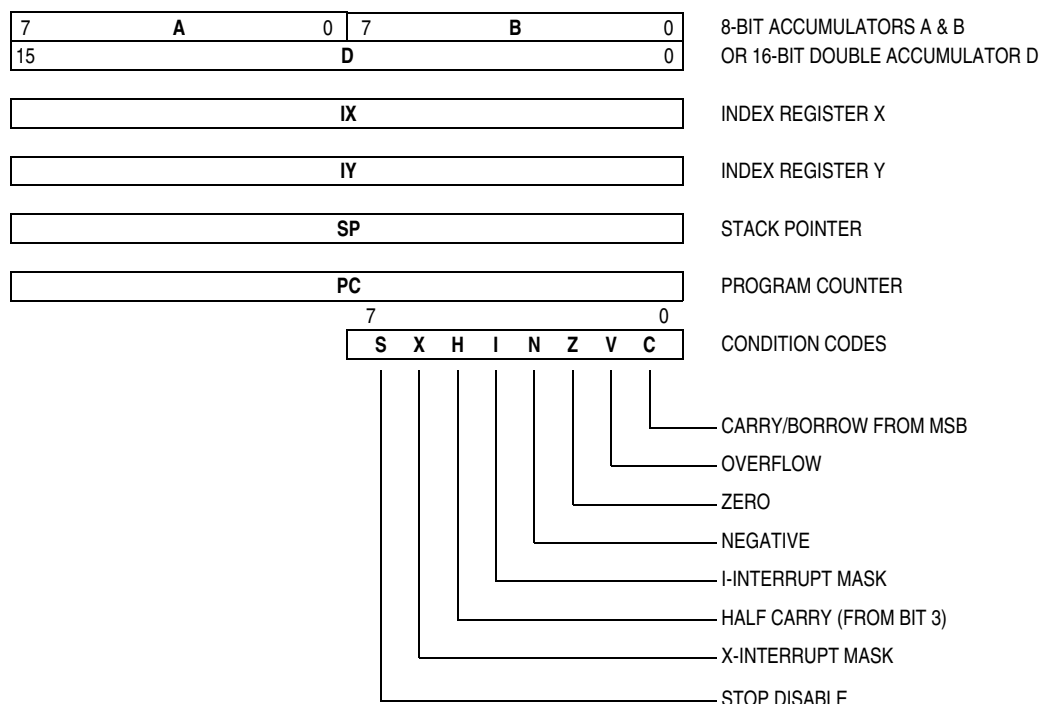 7 A 0 7 B 0 8-BIT ACCUMULATORS A & B
15 D 0 OR 16-BIT DOUBLE ACCUMULATOR D
IX INDEX REGISTER X
IY INDEX REGISTER Y
SP STACK POINTER
PC PROGRAM COUNTER
7 0
S X H I N Z V C CONDITION CODES
CARRY/BORROW FROM MSB
OVERFLOW
ZERO
NEGATIVE
I-INTERRUPT MASK
HALF CARRY (FROM BIT 3)
X-INTERRUPT MASK
STOP DISABLE